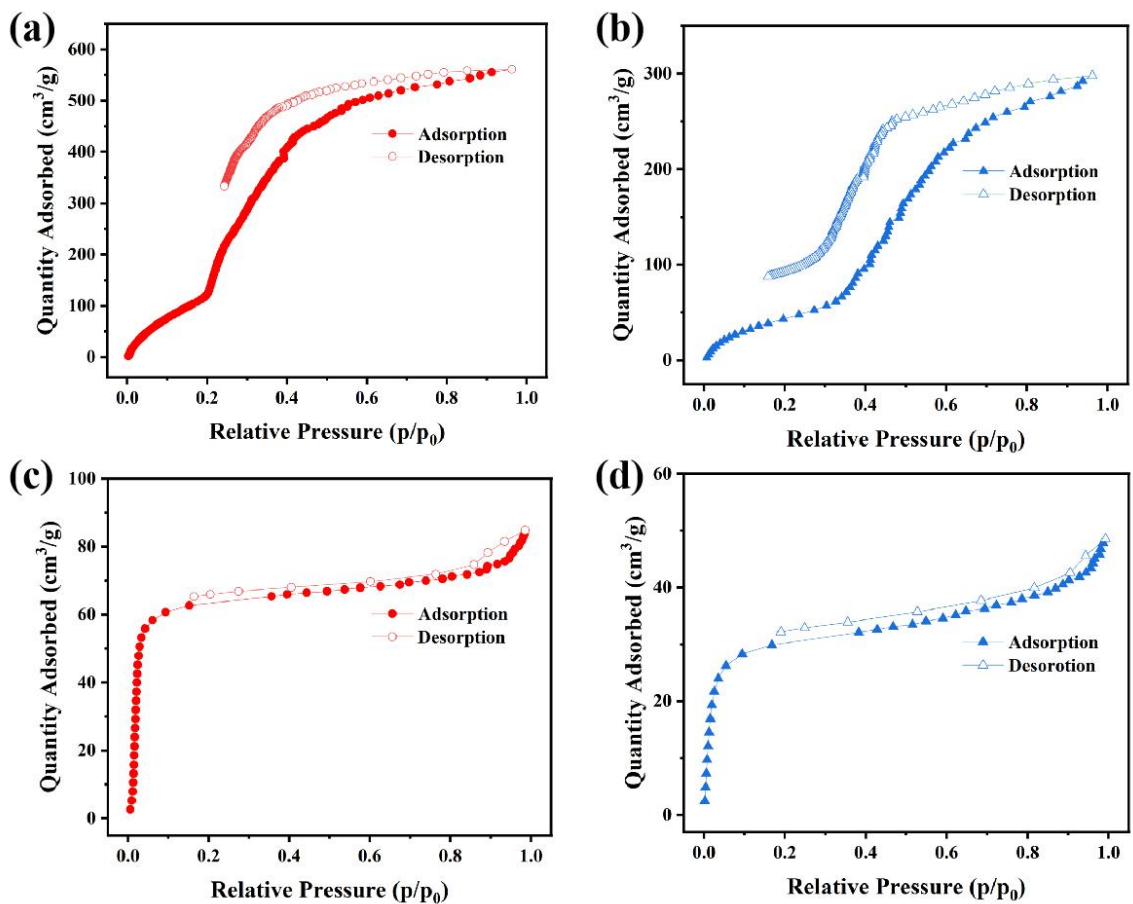 (a)
600
500
400
300
200
100
0
Quantity Adsorbed (cm³/g)
Adsorption
Desorption
0.0 0.2 0.4 0.6 0.8 1.0
Relative Pressure (p/p₀)
(b)
300
200
100
0
Quantity Adsorbed (cm³/g)
Adsorption
Desorption
0.0 0.2 0.4 0.6 0.8 1.0
Relative Pressure (p/p₀)
(c)
100
80
60
40
20
0
Quantity Adsorbed (cm³/g)
Adsorption
Desorption
0.0 0.2 0.4 0.6 0.8 1.0
Relative Pressure (p/p₀)
(d)
60
40
20
0
Quantity Adsorbed (cm³/g)
Adsorption
Desorotion
0.0 0.2 0.4 0.6 0.8 1.0
Relative Pressure (p/p₀)